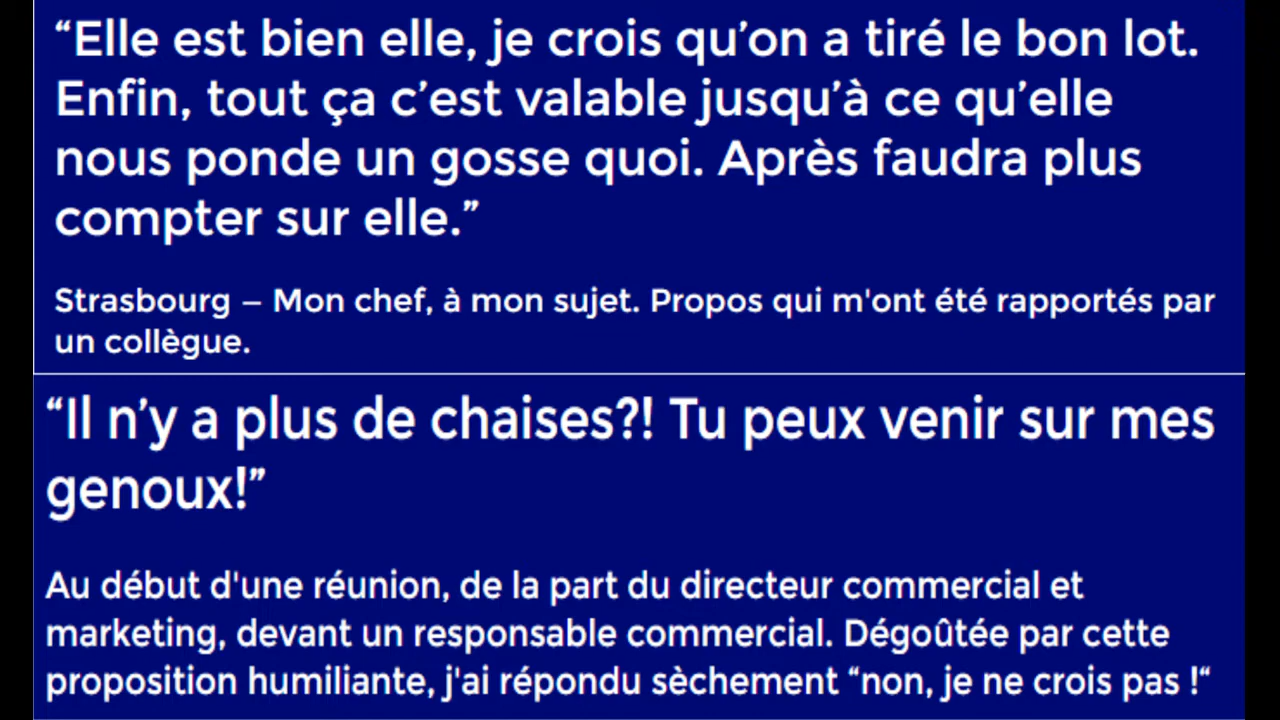 “Elle est bien elle, je crois qu’on a tiré le bon lot.
Enfin, tout ça c’est valable jusqu’à ce qu’elle
nous ponde un gosse quoi. Après faudra plus
compter sur elle.”
Strasbourg – Mon chef, à mon sujet. Propos qui m'ont été rapportés par
un collègue.
“Il n’y a plus de chaises?! Tu peux venir sur mes
genoux!”
Au début d'une réunion, de la part du directeur commercial et
marketing, devant un responsable commercial. Dégoûtée par cette
proposition humiliante, j'ai répondu sèchement “non, je ne crois pas !“